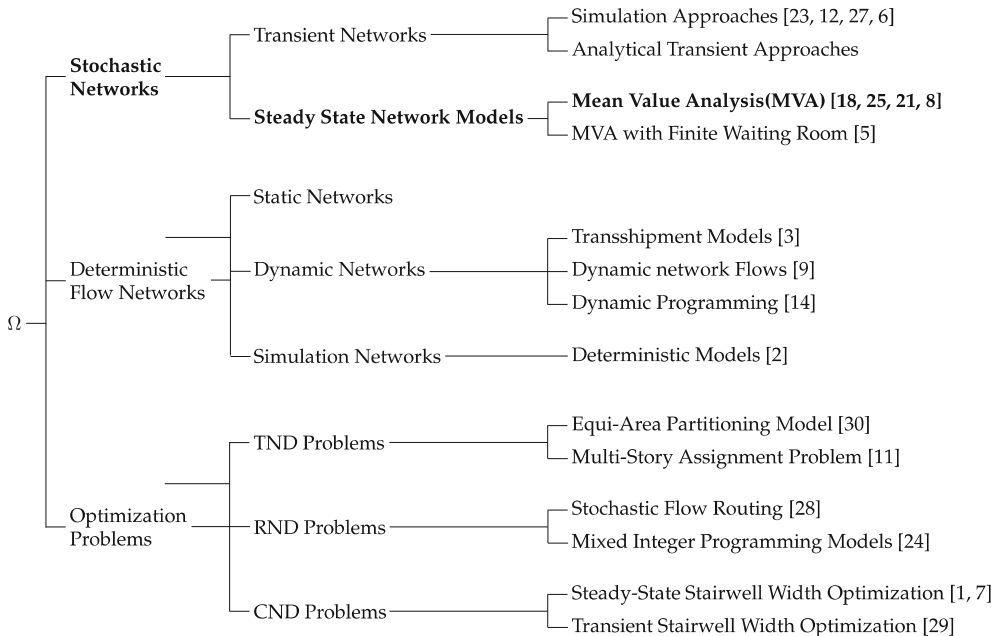 Simulation Approaches [23, 12, 27, 6]
Transient Networks
Analytical Transient Approaches
Stochastic
Networks
Mean Value Analysis(MVA) [18, 25, 21, 8]
Steady State Network Models
MVA with Finite Waiting Room [5]
Static Networks
Transshipment Models [3]
Deterministic
Flow Networks
Dynamic Networks
Dynamic network Flows [9]
Dynamic Programming [14]
Ω
Simulation Networks
Deterministic Models [2]
Equi-Area Partitioning Model [30]
TND Problems
Multi-Story Assignment Problem [11]
Optimization
Problems
Stochastic Flow Routing [28]
RND Problems
Mixed Integer Programming Models [24]
Steady-State Stairwell Width Optimization [1, 7]
CND Problems
Transient Stairwell Width Optimization [29]